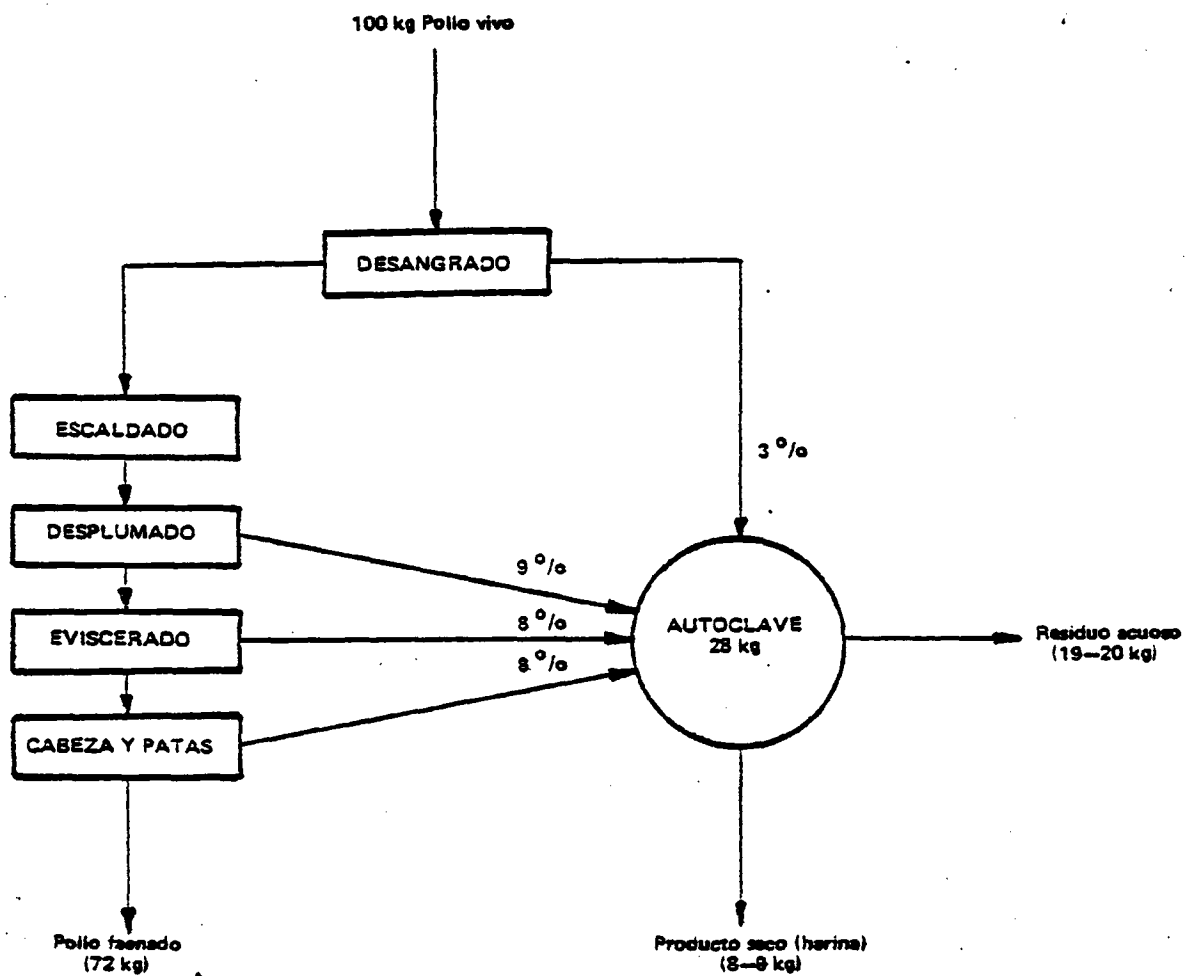 100 kg Pollo vivo
DESANGRADO
ESCALDADO
3 º/o
DESPLUMADO
9 º/o
EVISCERADO
8 º/o
AUTOCLAVE
28 kg
Residuo acuoso
(19—20 kg)
8 º/o
CABEZA Y PATAS
Pollo faenado
(72 kg)
Producto seco (harina)
(8—9 kg)